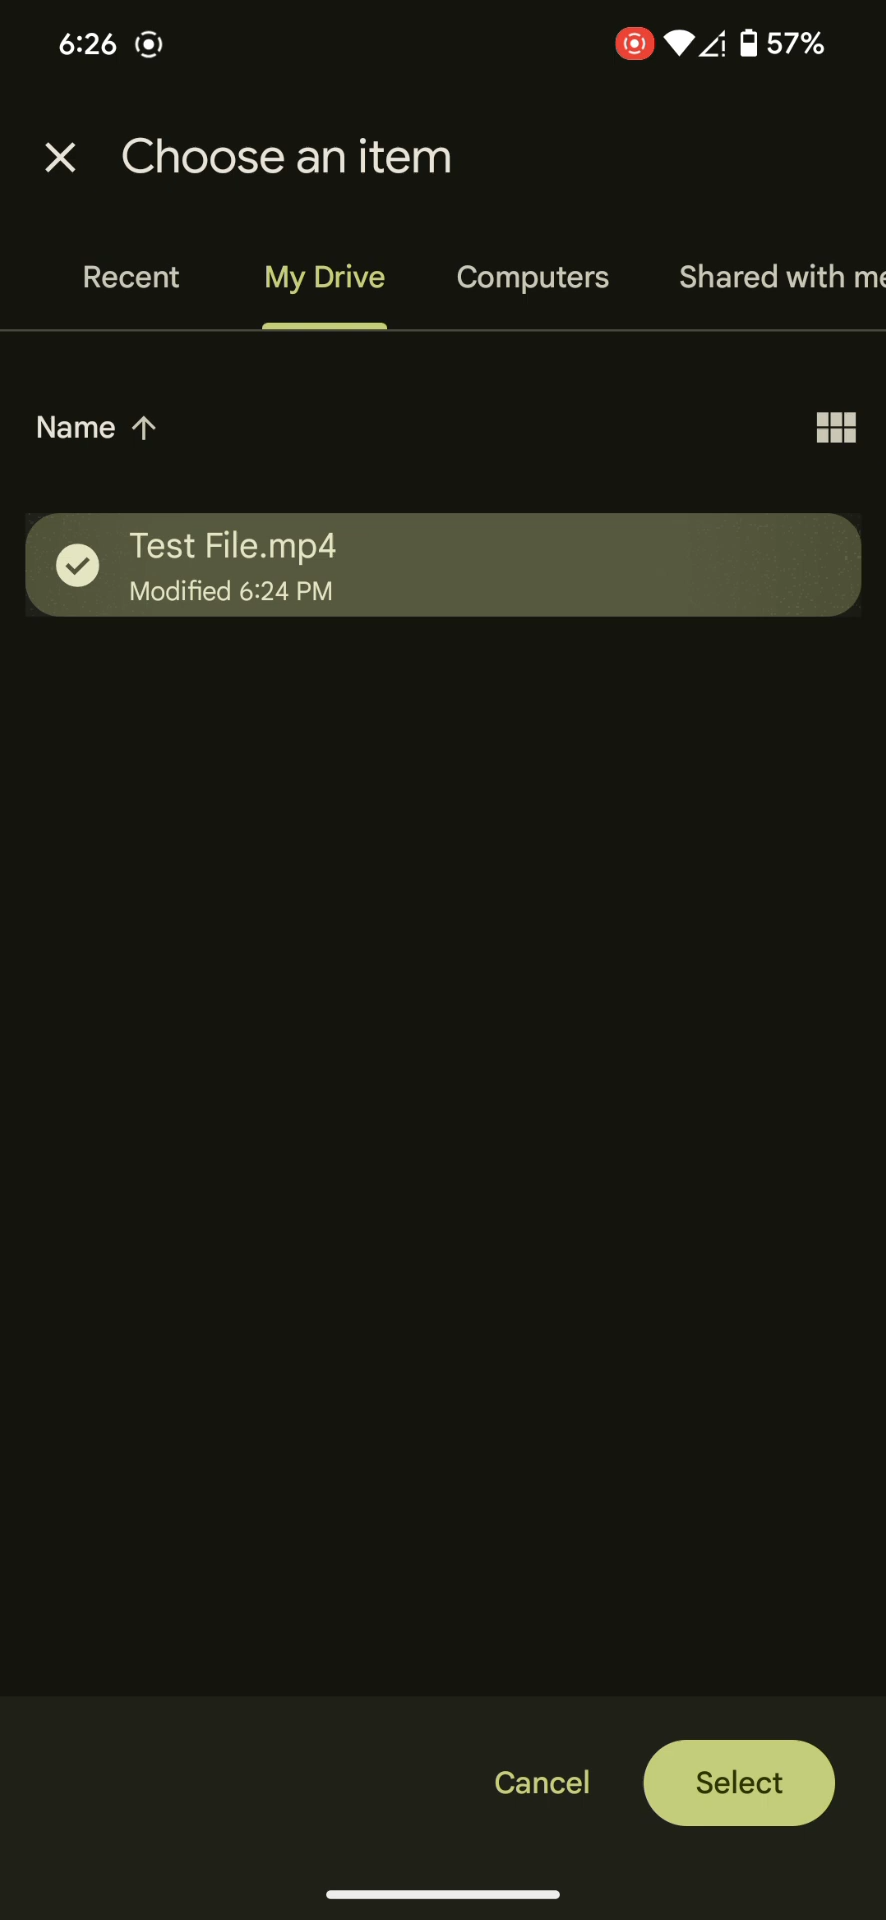 6:26 57%
Choose an item
Recent My Drive Computers Shared with me
Name
Test File.mp4
Modified 6:24 PM
Cancel Select